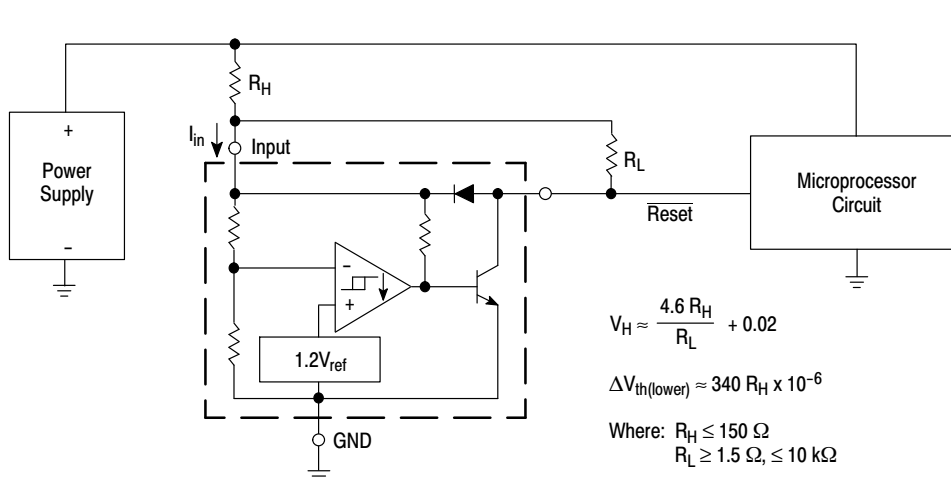 R_H
I_in
Input
+
Power
Supply
−
R_L
Reset
Microprocessor
Circuit
−
+
1.2V_ref
GND
V_H ≈ 4.6 R_H / R_L + 0.02
ΔV_th(lower) ≈ 340 R_H x 10^−6
Where: R_H ≤ 150 Ω
R_L ≥ 1.5 Ω, ≤ 10 kΩ